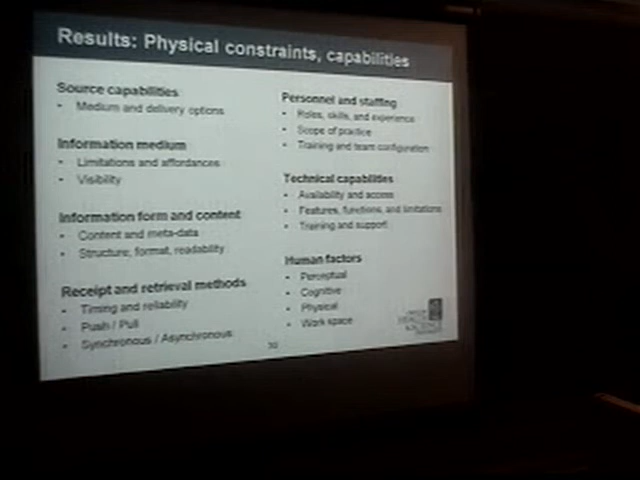 Results: Physical constraints, capabilities
Source capabilities
• Medium and delivery options
Information medium
• Limitations and affordances
• Visibility
Information form and content
• Content and meta-data
• Structure, format, readability
Receipt and retrieval methods
• Timing and reliability
• Push / Pull
• Synchronous / Asynchronous
Personnel and staffing
• Roles, skills, and experience
• Scope of practice
• Training and team configuration
Technical capabilities
• Availability and access
• Features, functions, and limitations
• Training and support
Human factors
• Perceptual
• Cognitive
• Physical
• Work space
30